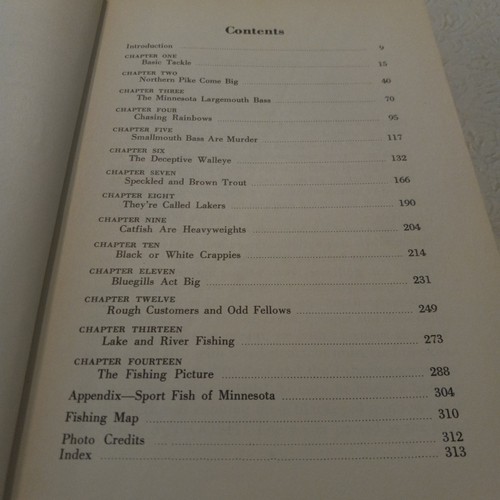 Contents
Introduction 9
CHAPTER ONE
Basic Tackle 15
CHAPTER TWO
Northern Pike Come Big 40
CHAPTER THREE
The Minnesota Largemouth Bass 70
CHAPTER FOUR
Chasing Rainbows 95
CHAPTER FIVE
Smallmouth Bass Are Murder 117
CHAPTER SIX
The Deceptive Walleye 132
CHAPTER SEVEN
Speckled and Brown Trout 166
CHAPTER EIGHT
They're Called Lakers 190
CHAPTER NINE
Catfish Are Heavyweights 204
CHAPTER TEN
Black or White Crappies 214
CHAPTER ELEVEN
Bluegills Act Big 231
CHAPTER TWELVE
Rough Customers and Odd Fellows 249
CHAPTER THIRTEEN
Lake and River Fishing 273
CHAPTER FOURTEEN
The Fishing Picture 288
Appendix—Sport Fish of Minnesota 304
Fishing Map 310
Photo Credits 312
Index 313